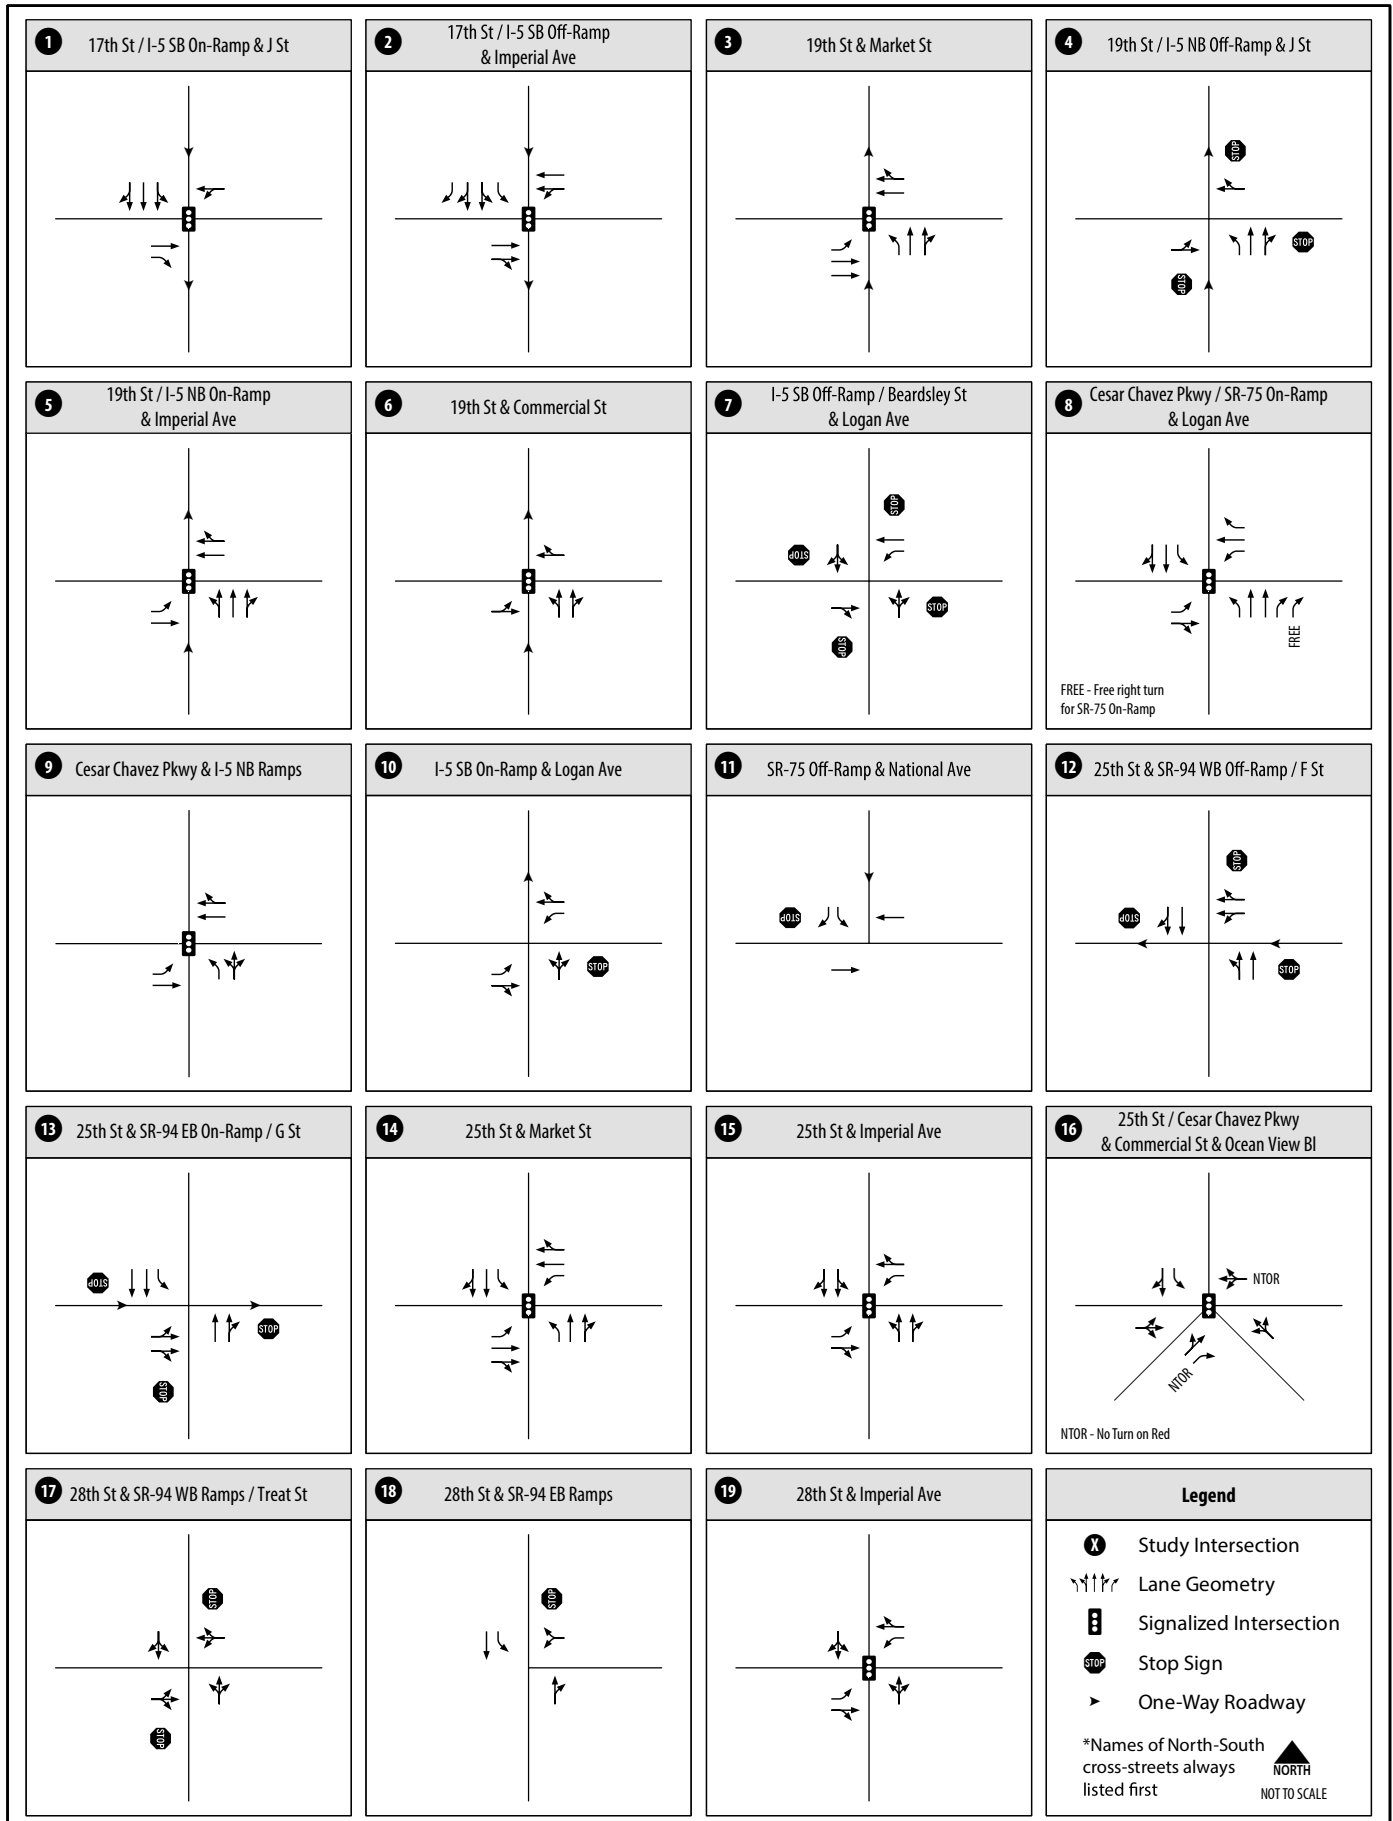 1 17th St / I-5 SB On-Ramp & J St
2 17th St / I-5 SB Off-Ramp
& Imperial Ave
3 19th St & Market St
4 19th St / I-5 NB Off-Ramp & J St
STOP
STOP
STOP
5 19th St / I-5 NB On-Ramp
& Imperial Ave
6 19th St & Commercial St
7 I-5 SB Off-Ramp / Beardsley St
& Logan Ave
STOP
STOP
STOP
STOP
8 Cesar Chavez Pkwy / SR-75 On-Ramp
& Logan Ave
FREE
FREE - Free right turn
for SR-75 On-Ramp
9 Cesar Chavez Pkwy & I-5 NB Ramps
10 I-5 SB On-Ramp & Logan Ave
STOP
11 SR-75 Off-Ramp & National Ave
STOP
12 25th St & SR-94 WB Off-Ramp / F St
STOP
STOP
STOP
13 25th St & SR-94 EB On-Ramp / G St
STOP
STOP
STOP
14 25th St & Market St
15 25th St & Imperial Ave
16 25th St / Cesar Chavez Pkwy
& Commercial St & Ocean View Bl
NTOR
NTOR
NTOR - No Turn on Red
17 28th St & SR-94 WB Ramps / Treat St
STOP
STOP
18 28th St & SR-94 EB Ramps
STOP
19 28th St & Imperial Ave
Legend
X Study Intersection
Lane Geometry
Signalized Intersection
STOP Stop Sign
One-Way Roadway
*Names of North-South
cross-streets always
listed first
NORTH
NOT TO SCALE